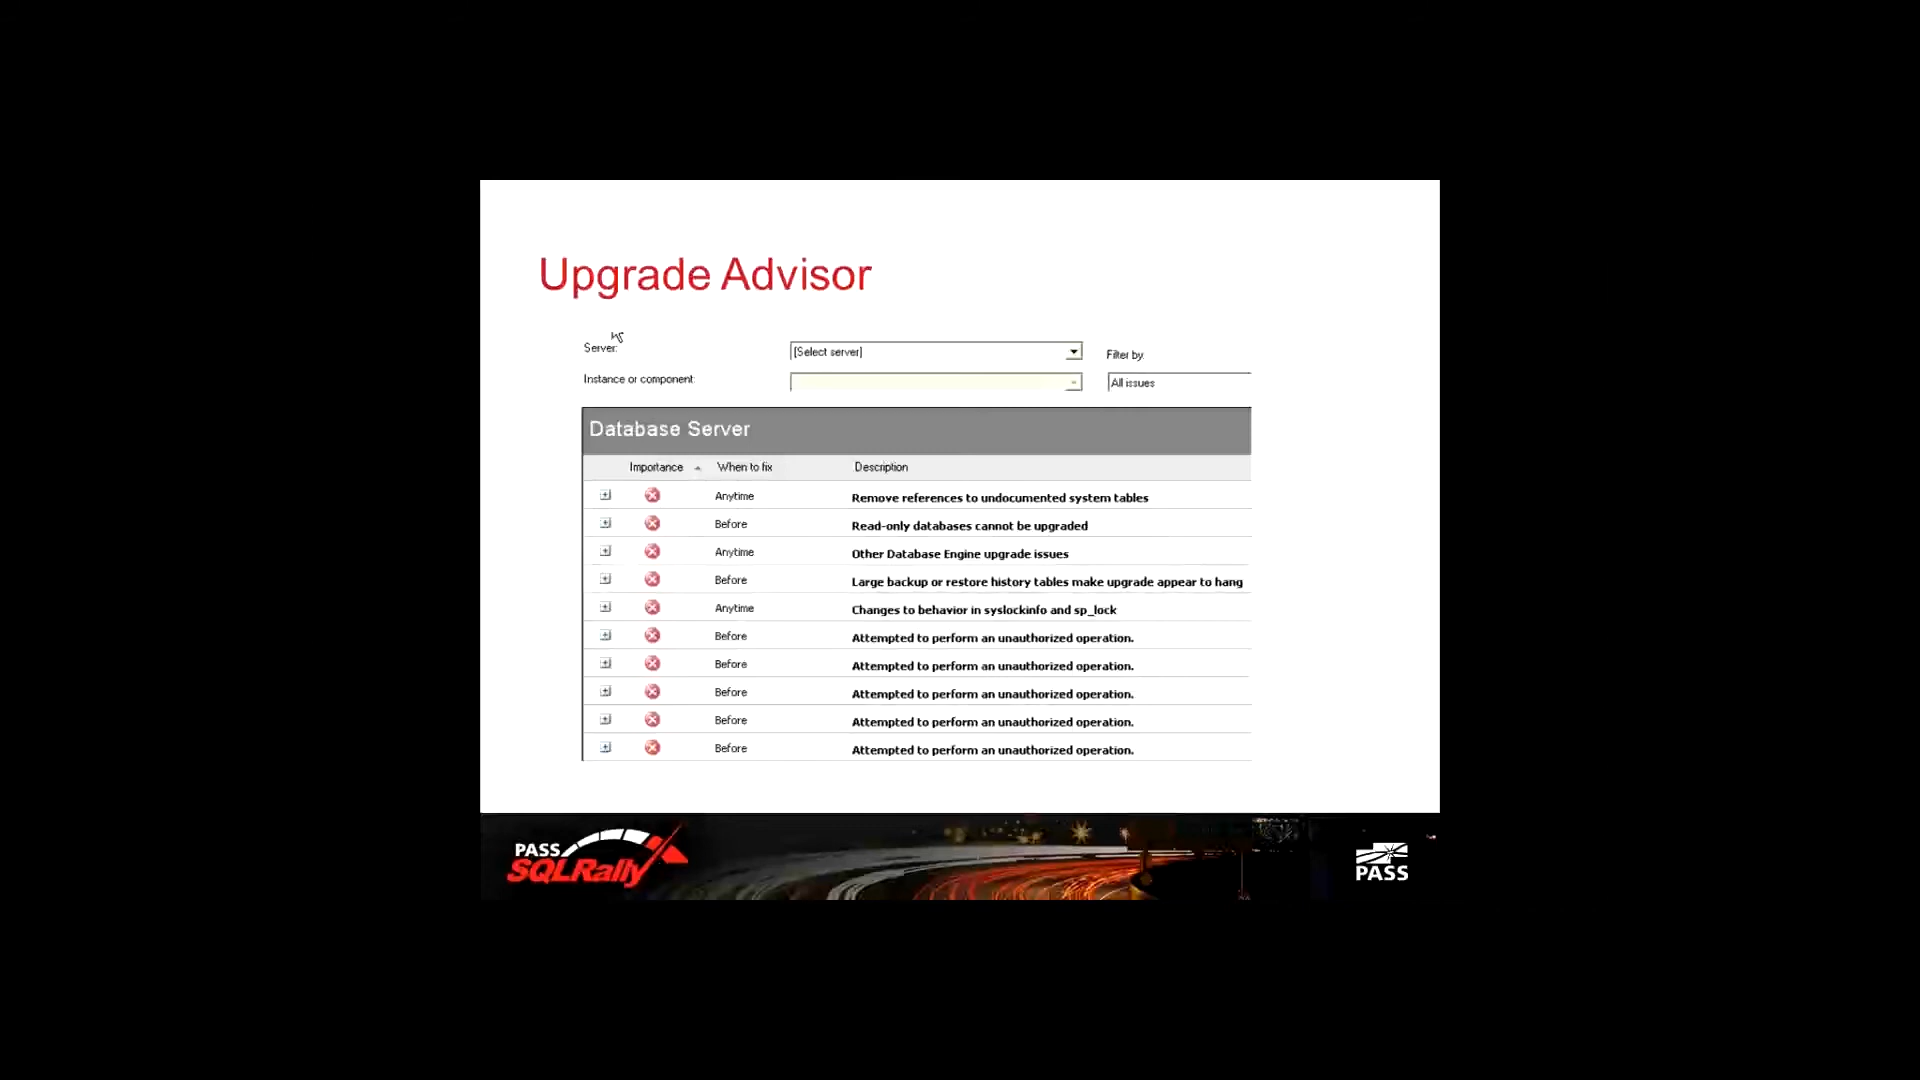 Upgrade Advisor
Server:
[Select server]
Filter by:
Instance or component:
All issues
Database Server
Importance When to fix Description
Anytime Remove references to undocumented system tables
Before Read-only databases cannot be upgraded
Anytime Other Database Engine upgrade issues
Before Large backup or restore history tables make upgrade appear to hang
Anytime Changes to behavior in syslockinfo and sp_lock
Before Attempted to perform an unauthorized operation.
Before Attempted to perform an unauthorized operation.
Before Attempted to perform an unauthorized operation.
Before Attempted to perform an unauthorized operation.
Before Attempted to perform an unauthorized operation.
PASS
SQLRally
PASS